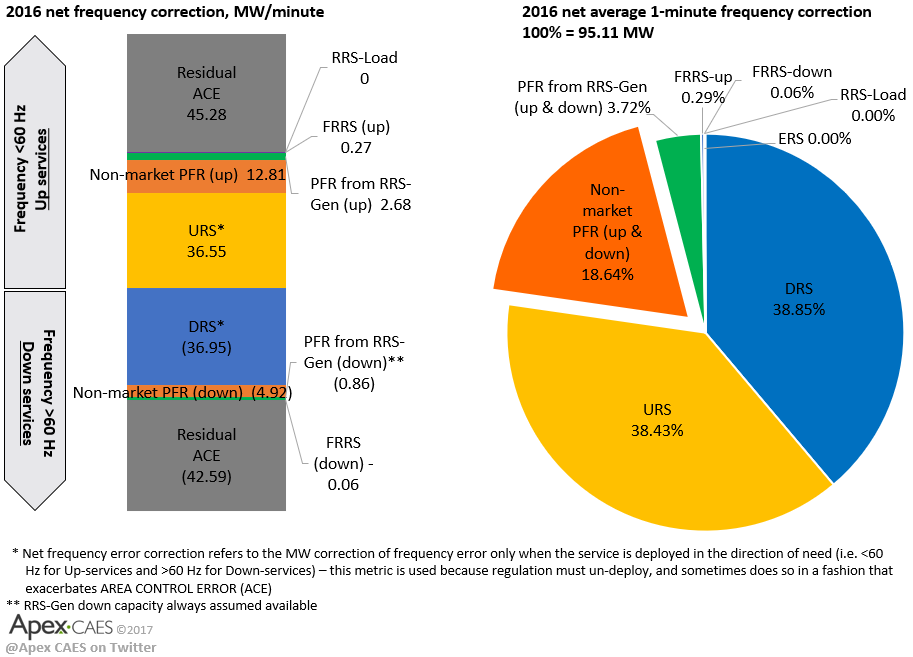 2016 net frequency correction, MW/minute
Frequency <60 Hz
Up services
Frequency >60 Hz
Down services
Residual
ACE
45.28
RRS-Load
0
FRRS (up)
0.27
Non-market PFR (up) 12.81
PFR from RRS-
Gen (up) 2.68
URS*
36.55
DRS*
(36.95)
PFR from RRS-
Gen (down)**
(0.86)
Non-market PFR (down) (4.92)
Residual
ACE
(42.59)
FRRS
(down) -
0.06
2016 net average 1-minute frequency correction
100% = 95.11 MW
PFR from RRS-Gen
(up & down) 3.72%
FRRS-up
0.29%
FRRS-down
0.06%
RRS-Load
0.00%
ERS 0.00%
Non-
market
PFR (up &
down)
18.64%
DRS
38.85%
URS
38.43%
* Net frequency error correction refers to the MW correction of frequency error only when the service is deployed in the direction of need (i.e. <60
Hz for Up-services and >60 Hz for Down-services) – this metric is used because regulation must un-deploy, and sometimes does so in a fashion that
exacerbates AREA CONTROL ERROR (ACE)
** RRS-Gen down capacity always assumed available
Apex-CAES ©2017
@Apex CAES on Twitter